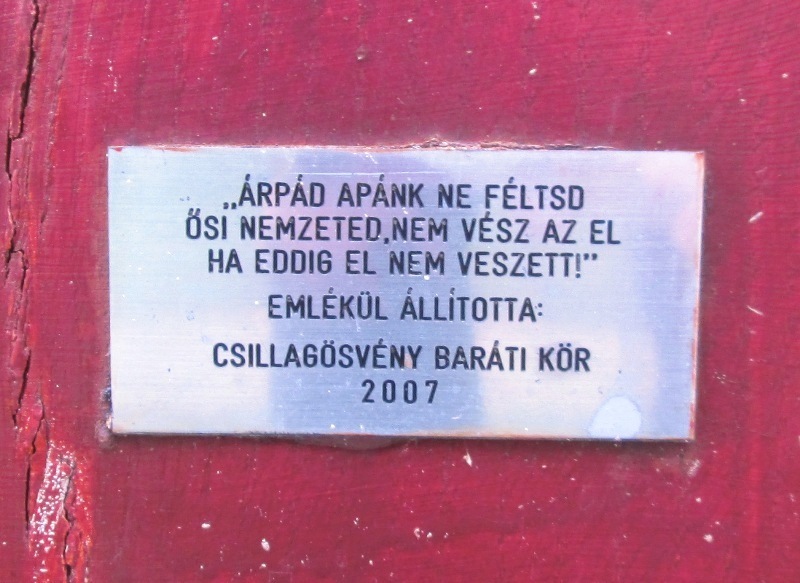 „ÁRPÁD APÁNK NE FÉLTSD
ŐSI NEMZETED,NEM VÉSZ AZ EL
HA EDDIG EL NEM VESZETT!”
EMLÉKÜL ÁLLÍTOTTA:
CSILLAGÖSVÉNY BARÁTI KÖR
2007